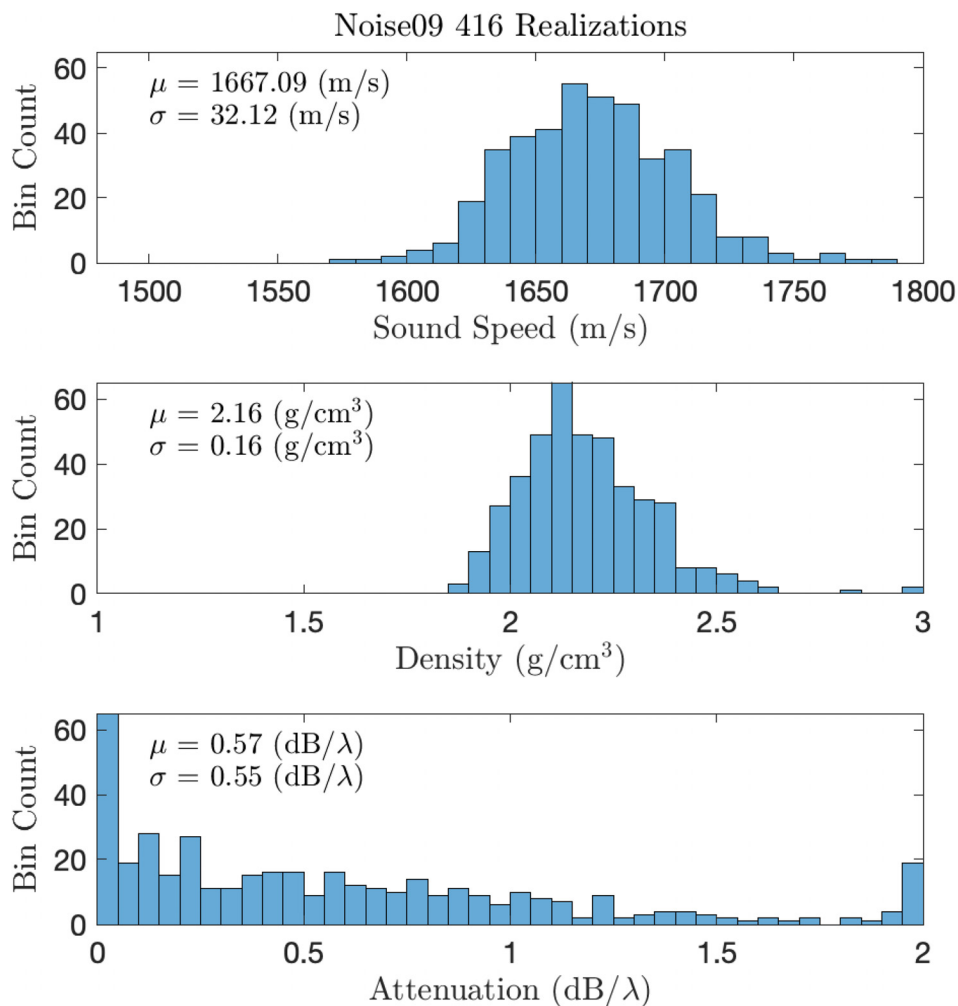 Noise09 416 Realizations
μ = 1667.09 (m/s)
σ = 32.12 (m/s)
Bin Count
60
40
20
0
1500 1550 1600 1650 1700 1750 1800
Sound Speed (m/s)
μ = 2.16 (g/cm³)
σ = 0.16 (g/cm³)
Bin Count
60
40
20
0
1 1.5 2 2.5 3
Density (g/cm³)
μ = 0.57 (dB/λ)
σ = 0.55 (dB/λ)
Bin Count
60
40
20
0
0 0.5 1 1.5 2
Attenuation (dB/λ)